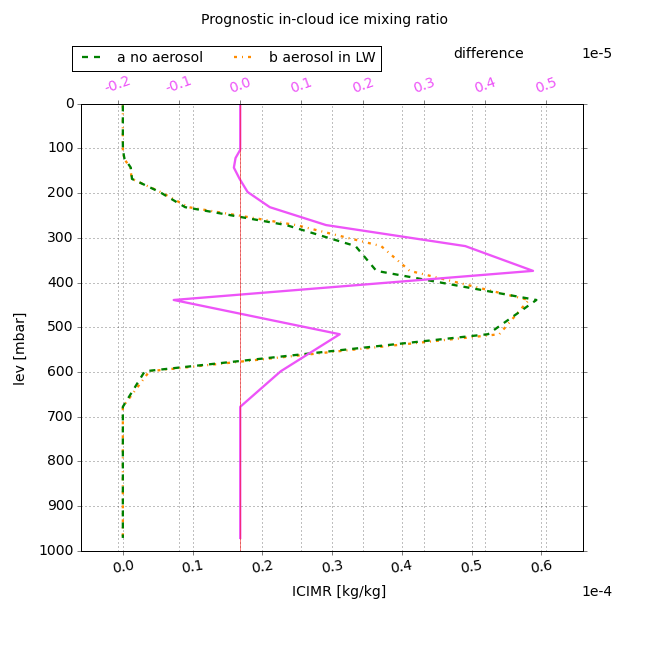 Prognostic in-cloud ice mixing ratio
a no aerosol b aerosol in LW
difference 1e-5
-0.2 -0.1 0.0 0.1 0.2 0.3 0.4 0.5
0
100
200
300
400
500
600
700
800
900
1000
lev [mbar]
0.0 0.1 0.2 0.3 0.4 0.5 0.6
ICIMR [kg/kg] 1e-4